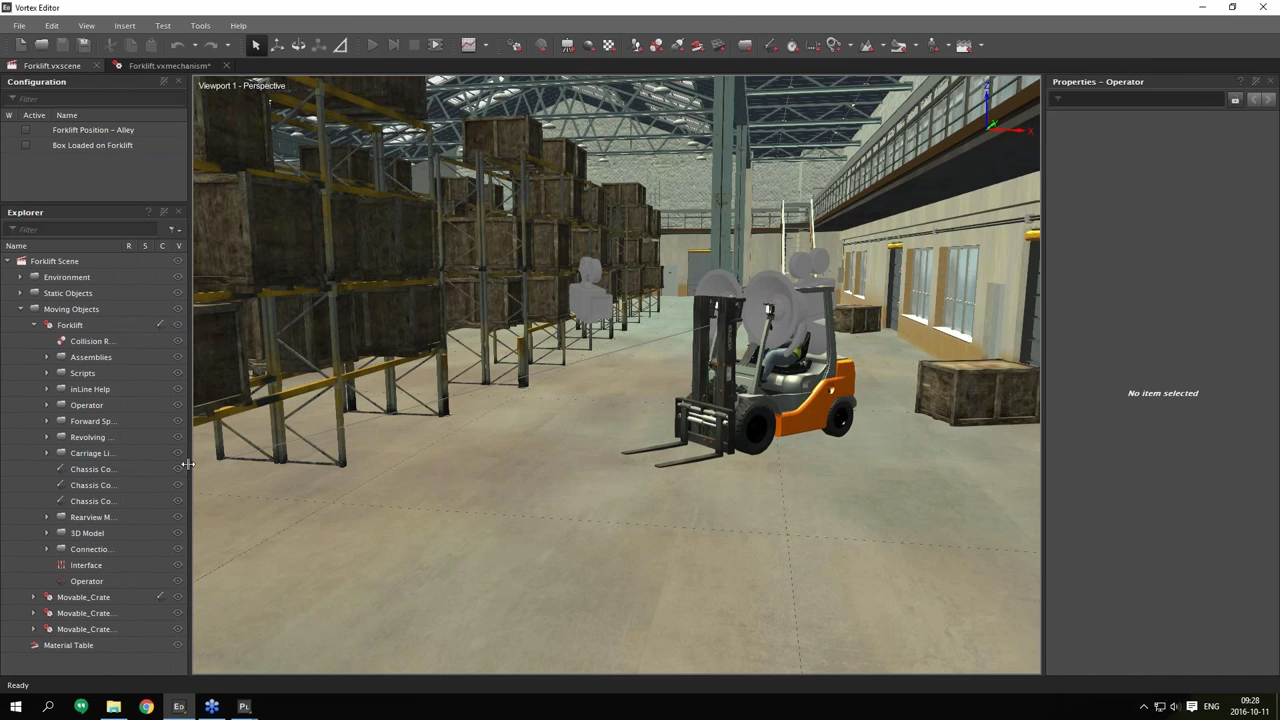 Vortex Editor
File Edit View Insert Test Tools Help
Forklift.vxscene Forklift.vxmechanism*
Configuration
Filter
W Active Name
Forklift Position - Alley
Box Loaded on Forklift
Explorer
Filter
Name R S C V
Forklift Scene
Environment
Static Objects
Moving Objects
Forklift
Collision R...
Assemblies
Scripts
inLine Help
Operator
Forward Sp...
Revolving ...
Carriage Li...
Chassis Co...
Chassis Co...
Chassis Co...
Rearview M...
3D Model
Connectio...
Interface
Operator
Movable_Crate
Movable_Crate...
Movable_Crate...
Material Table
Viewport 1 - Perspective
Z
X
Properties - Operator
No item selected
Ready
ENG
09:28
2016-10-11